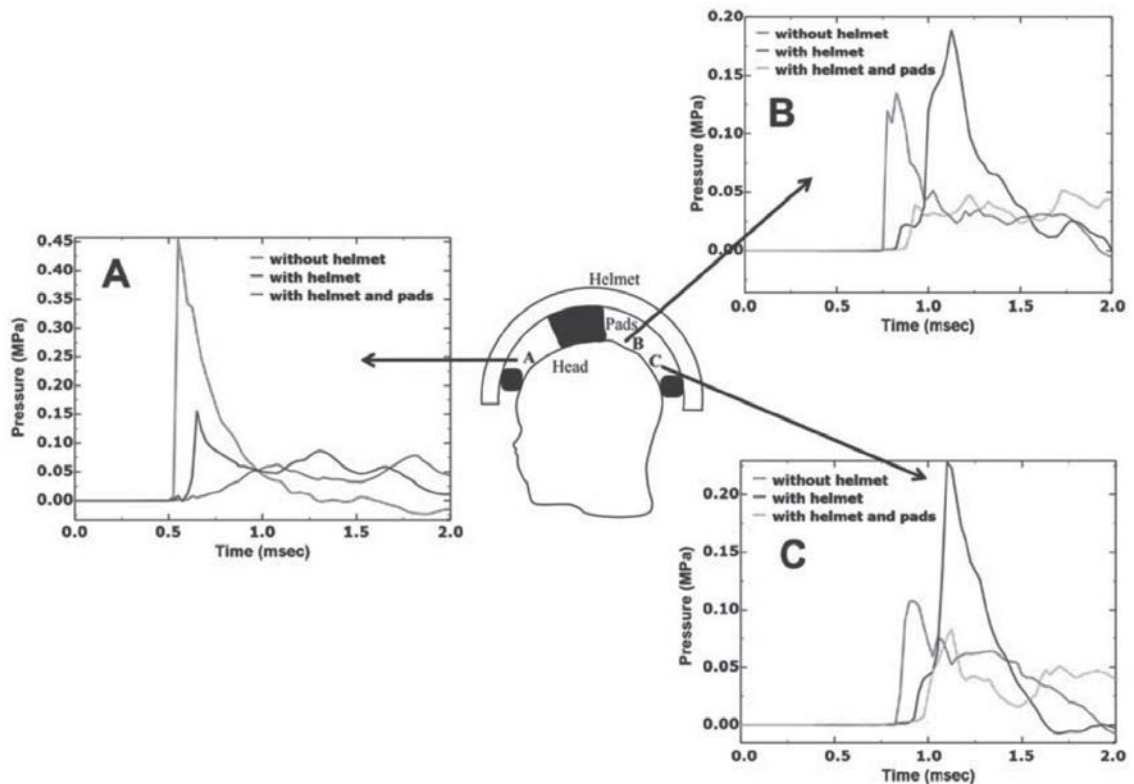 A
without helmet
with helmet
with helmet and pads
Pressure (MPa)
0.45
0.40
0.35
0.30
0.25
0.20
0.15
0.10
0.05
0.00
0.0 0.5 1.0 1.5 2.0
Time (msec)
Helmet
Pads
A
B
C
Head
0.20
without helmet
with helmet
with helmet and pads
0.15
B
Pressure (MPa)
0.10
0.05
0.00
0.0 0.5 1.0 1.5 2.0
Time (msec)
0.20
without helmet
with helmet
with helmet and pads
C
0.15
Pressure (MPa)
0.10
0.05
0.00
0.0 0.5 1.0 1.5 2.0
Time (msec)